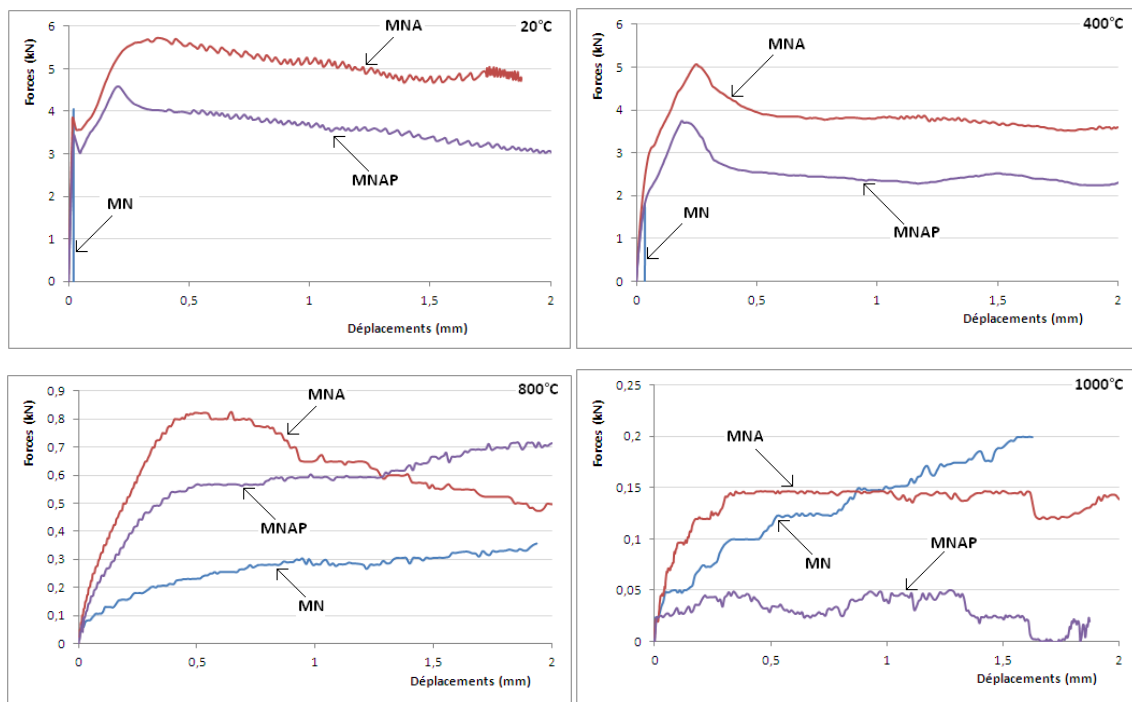 20°C
Forces (kN)
6
5
4
3
2
1
0
MNA
MNAP
MN
0
0,5
1
1,5
2
Déplacements (mm)
400°C
Forces (kN)
6
5
4
3
2
1
0
MNA
MN
MNAP
0
0,5
1
1,5
2
Déplacements (mm)
800°C
Forces (kN)
0,9
0,8
0,7
0,6
0,5
0,4
0,3
0,2
0,1
0
MNA
MNAP
MN
0
0,5
1
1,5
2
Déplacements (mm)
1000°C
Forces (kN)
0,25
0,2
0,15
0,1
0,05
0
MNA
MN
MNAP
0
0,5
1
1,5
2
Déplacements (mm)